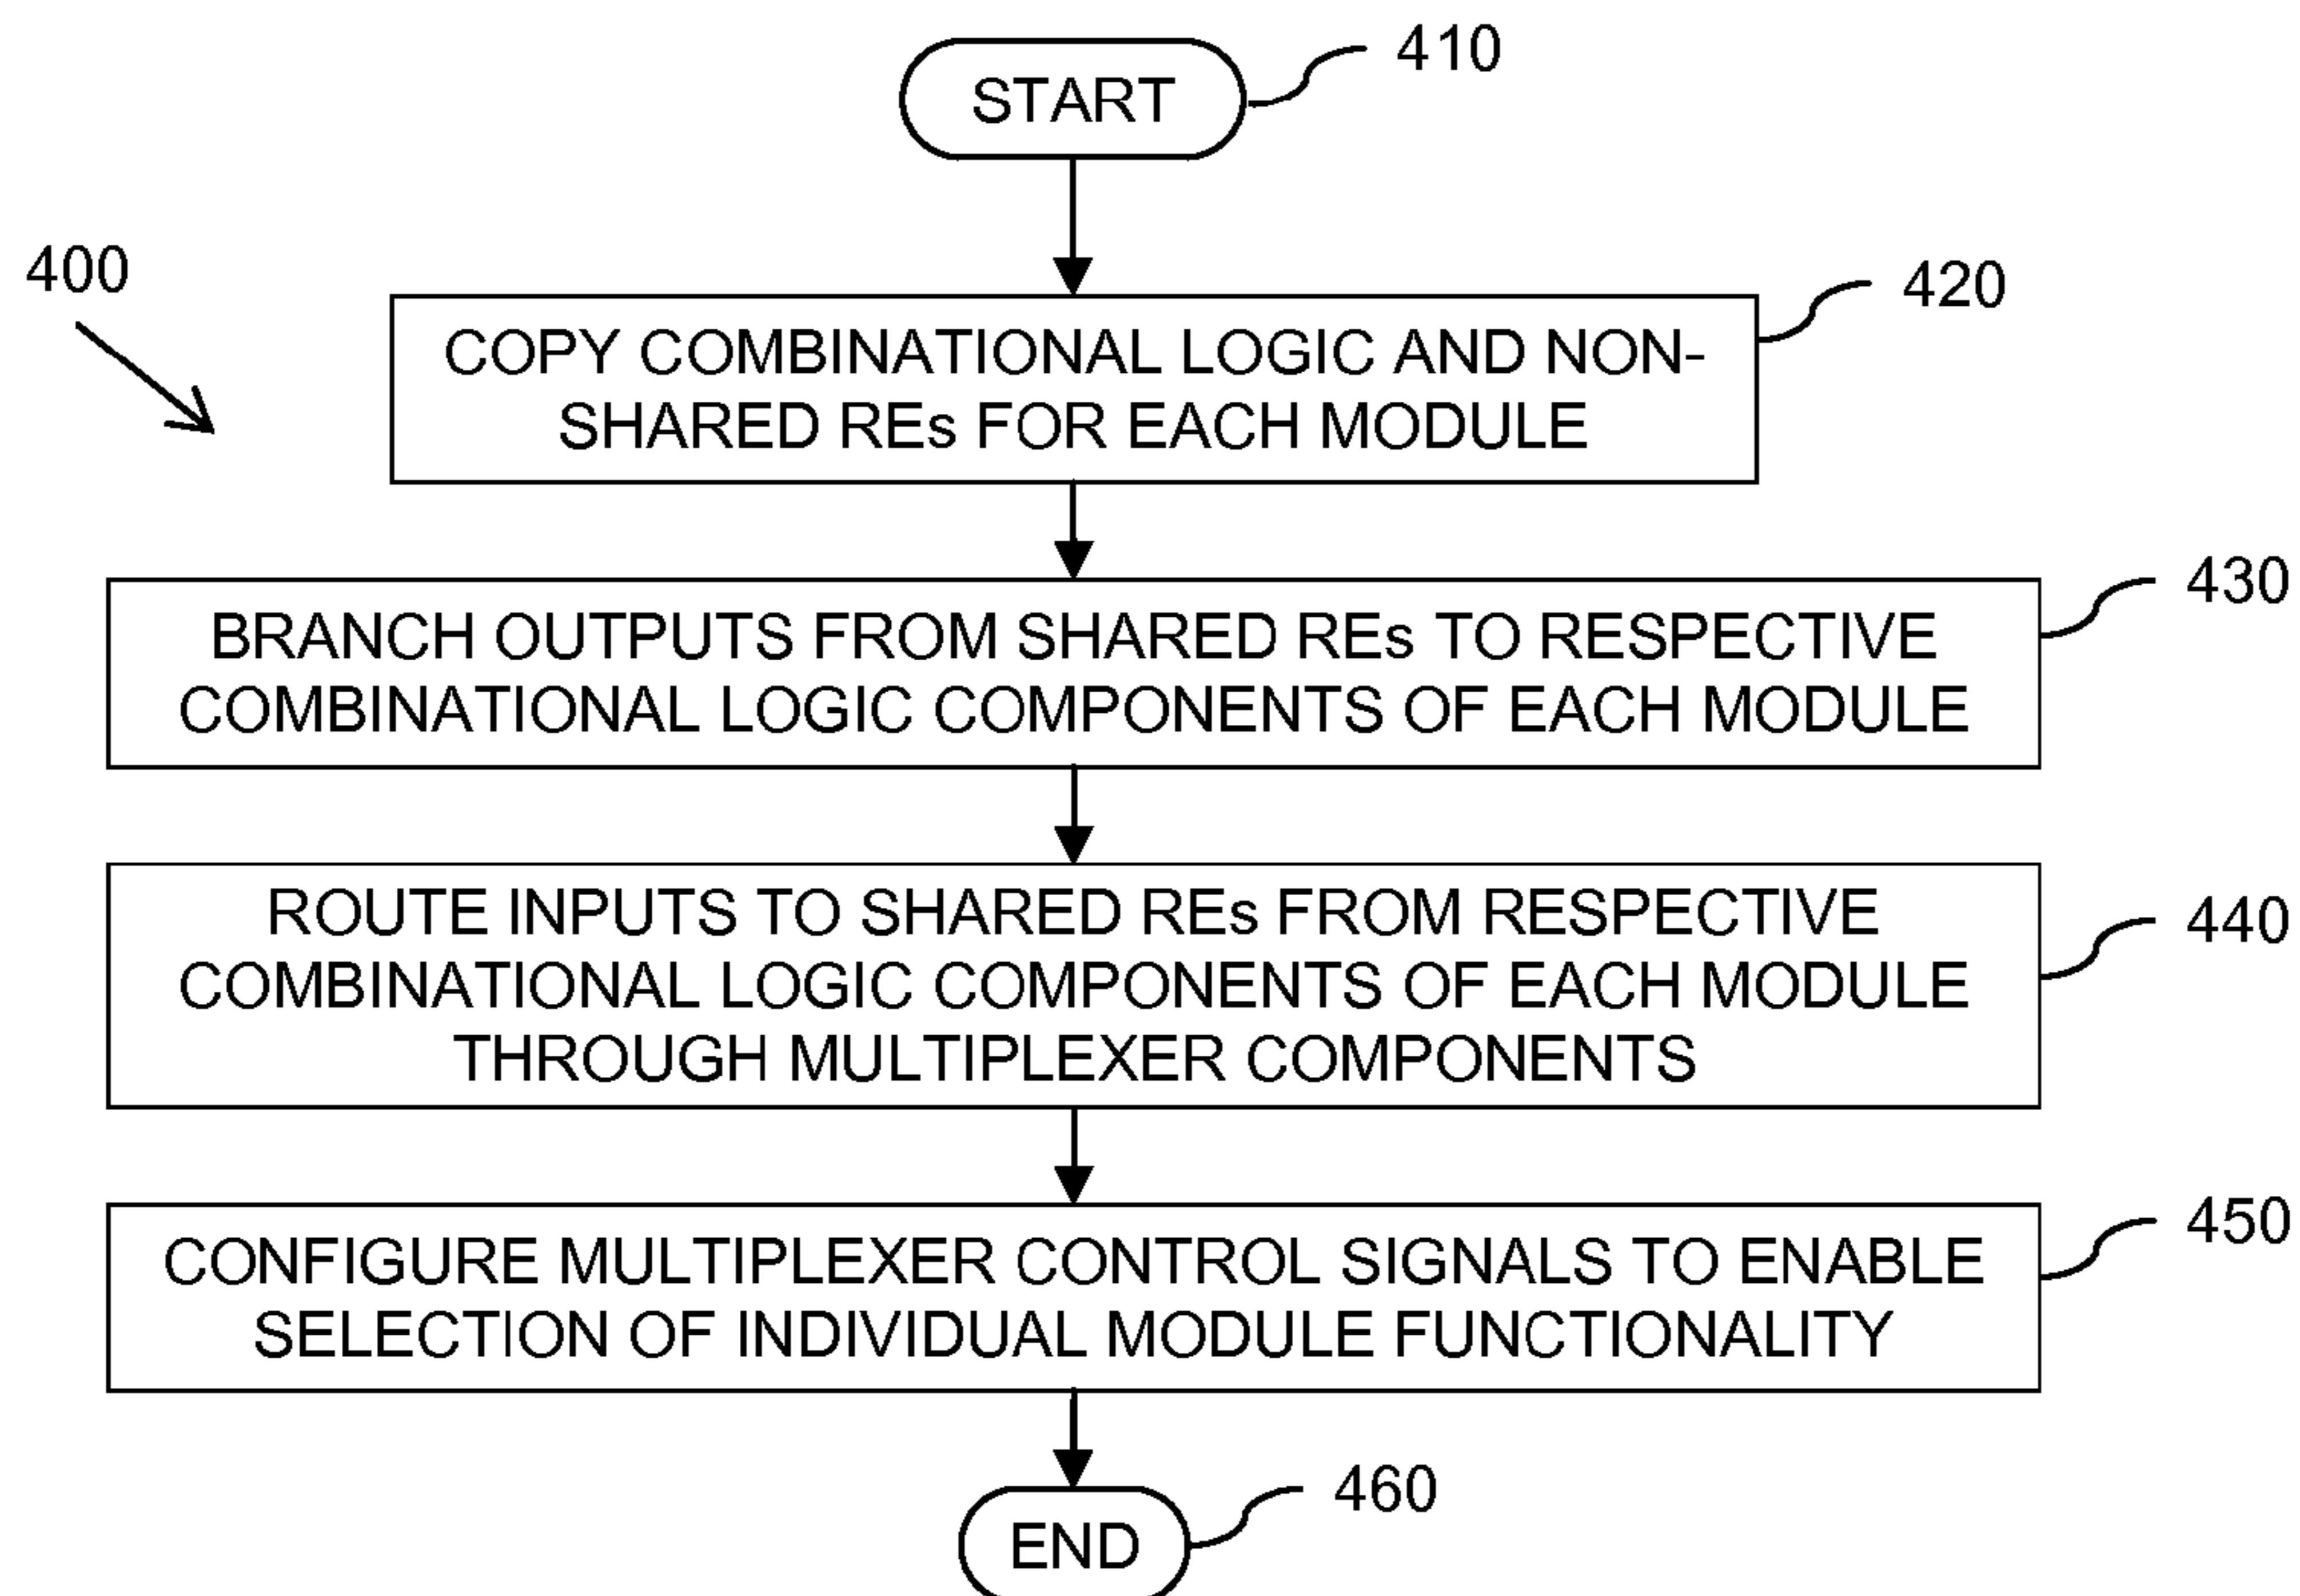 START
410
400
420
COPY COMBINATIONAL LOGIC AND NON-
SHARED REs FOR EACH MODULE
430
BRANCH OUTPUTS FROM SHARED REs TO RESPECTIVE
COMBINATIONAL LOGIC COMPONENTS OF EACH MODULE
440
ROUTE INPUTS TO SHARED REs FROM RESPECTIVE
COMBINATIONAL LOGIC COMPONENTS OF EACH MODULE
THROUGH MULTIPLEXER COMPONENTS
450
CONFIGURE MULTIPLEXER CONTROL SIGNALS TO ENABLE
SELECTION OF INDIVIDUAL MODULE FUNCTIONALITY
460
END